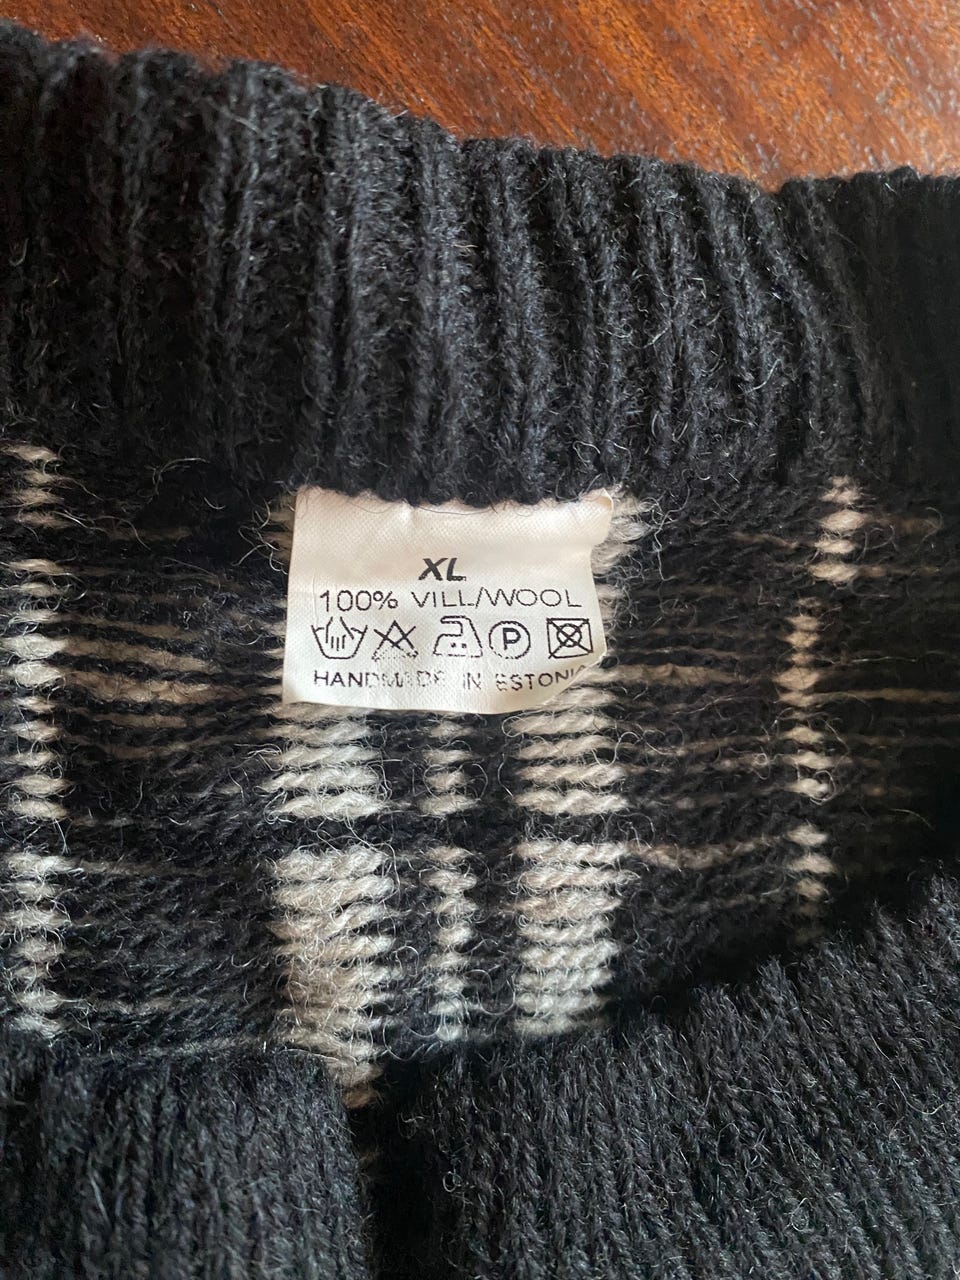 XL
100% VILL/WOOL
P
HANDMADE IN ESTONIA